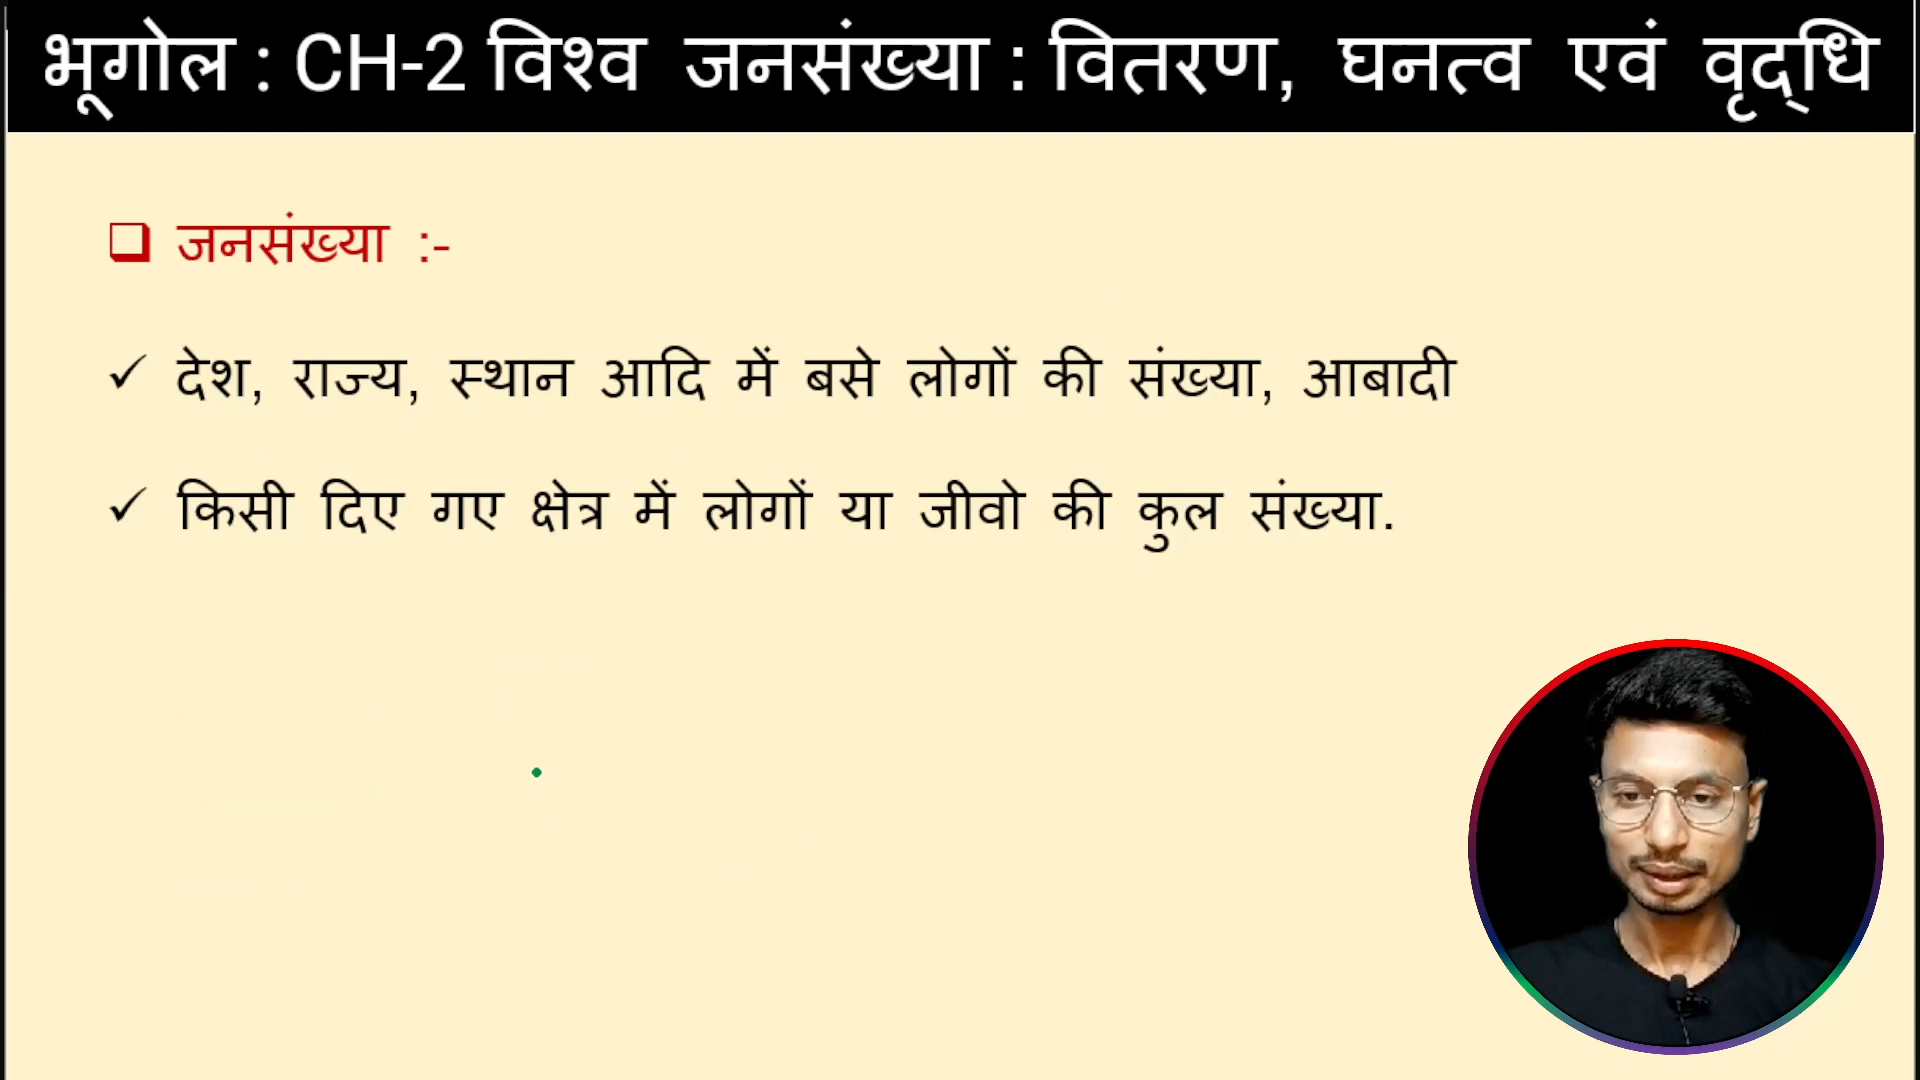 भूगोल : CH-2 विश्व जनसंख्या : वितरण, घनत्व एवं वृद्धि
जनसंख्या :-
देश, राज्य, स्थान आदि में बसे लोगों की संख्या, आबादी
किसी दिए गए क्षेत्र में लोगों या जीवो की कुल संख्या.